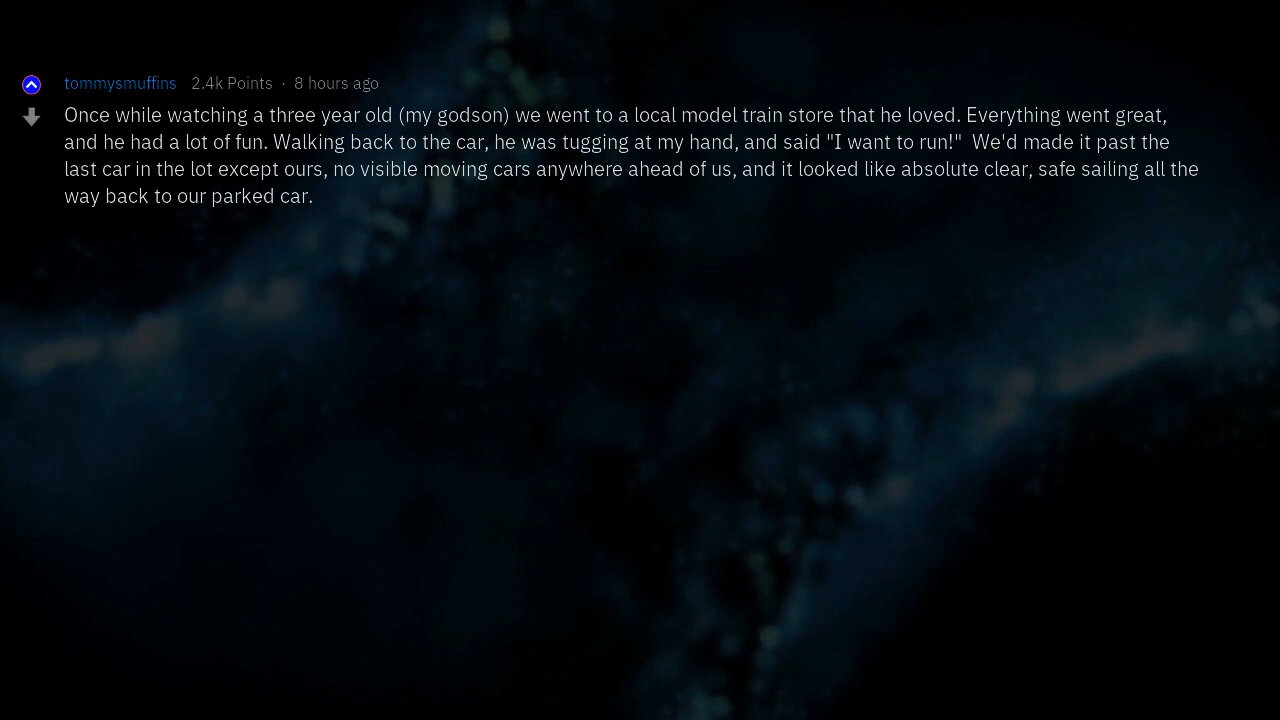 tommysmuffins 2.4k Points · 8 hours ago
Once while watching a three year old (my godson) we went to a local model train store that he loved. Everything went great,
and he had a lot of fun. Walking back to the car, he was tugging at my hand, and said "I want to run!"  We'd made it past the
last car in the lot except ours, no visible moving cars anywhere ahead of us, and it looked like absolute clear, safe sailing all the
way back to our parked car.